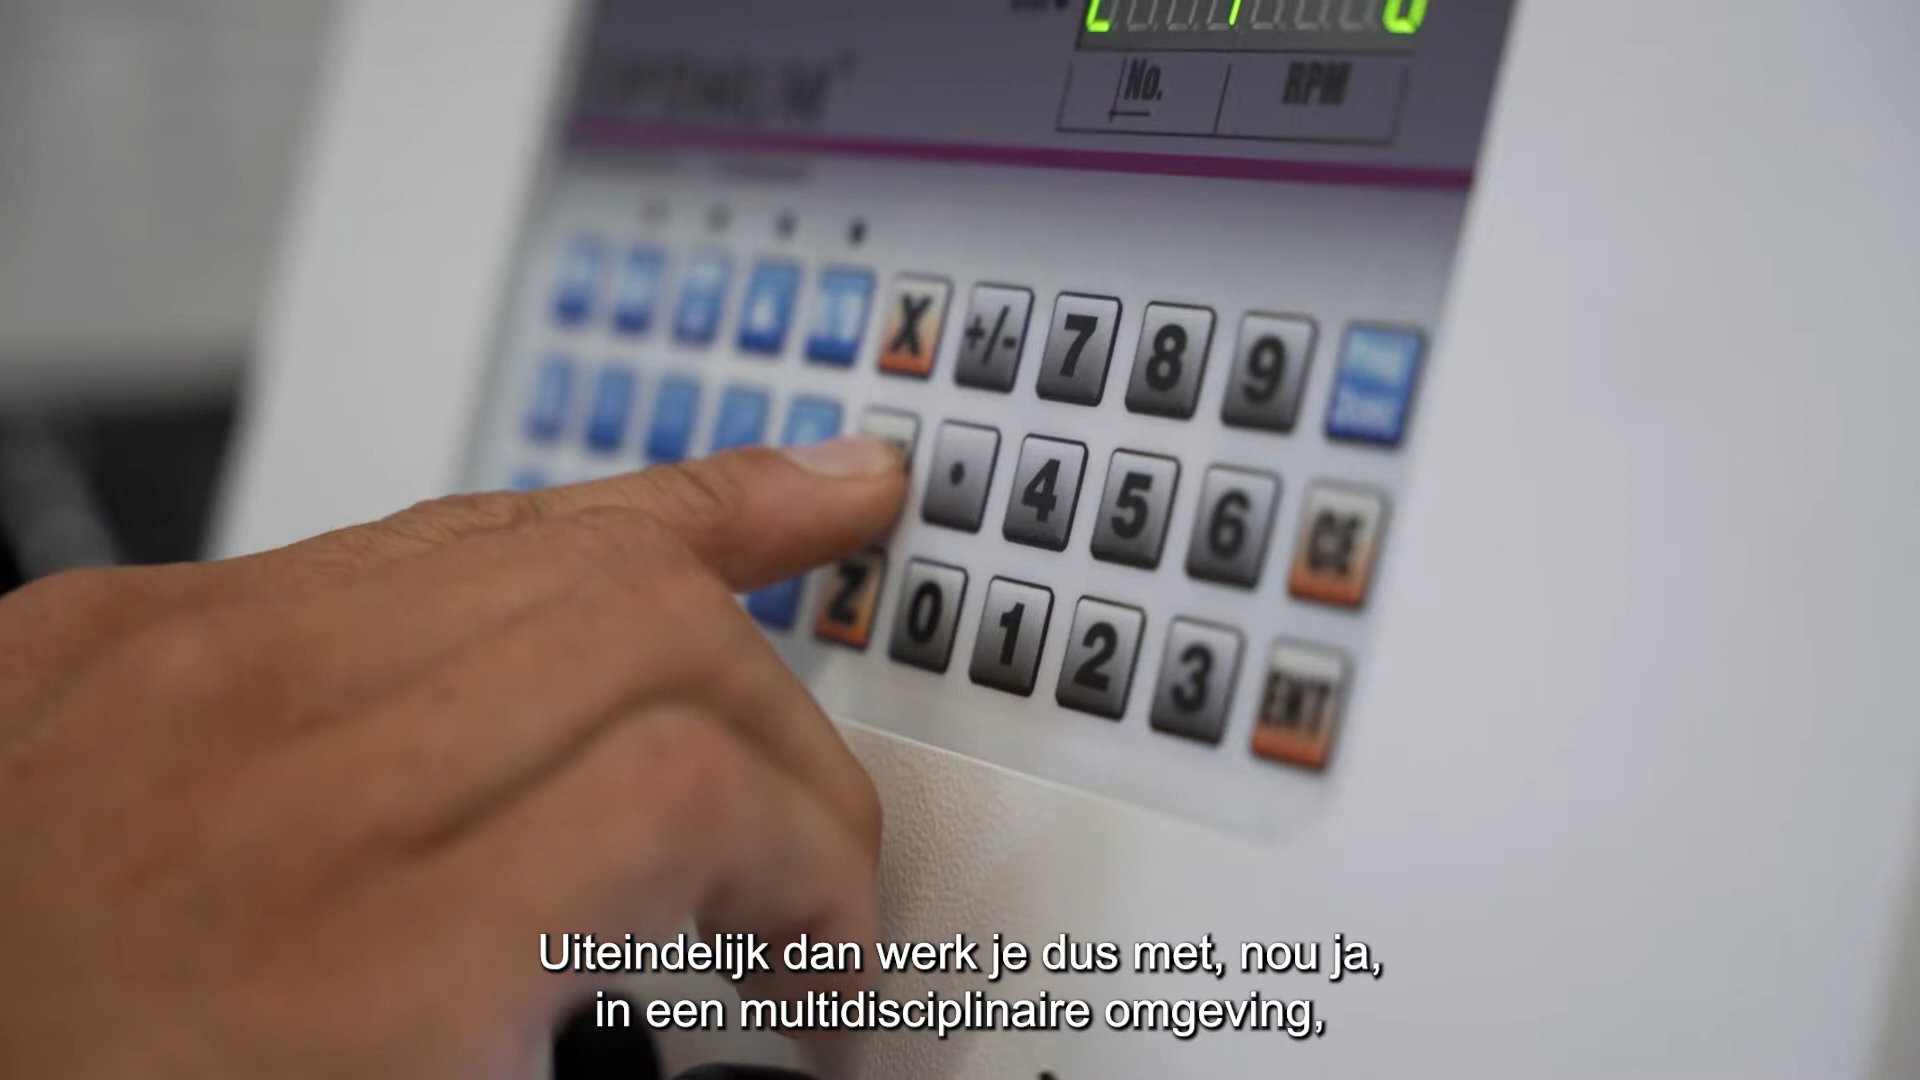 No. RPM
X +/- 7 8 9
. 4 5 6 CE
Z 0 1 2 3 ENT
Uiteindelijk dan werk je dus met, nou ja,
in een multidisciplinaire omgeving,